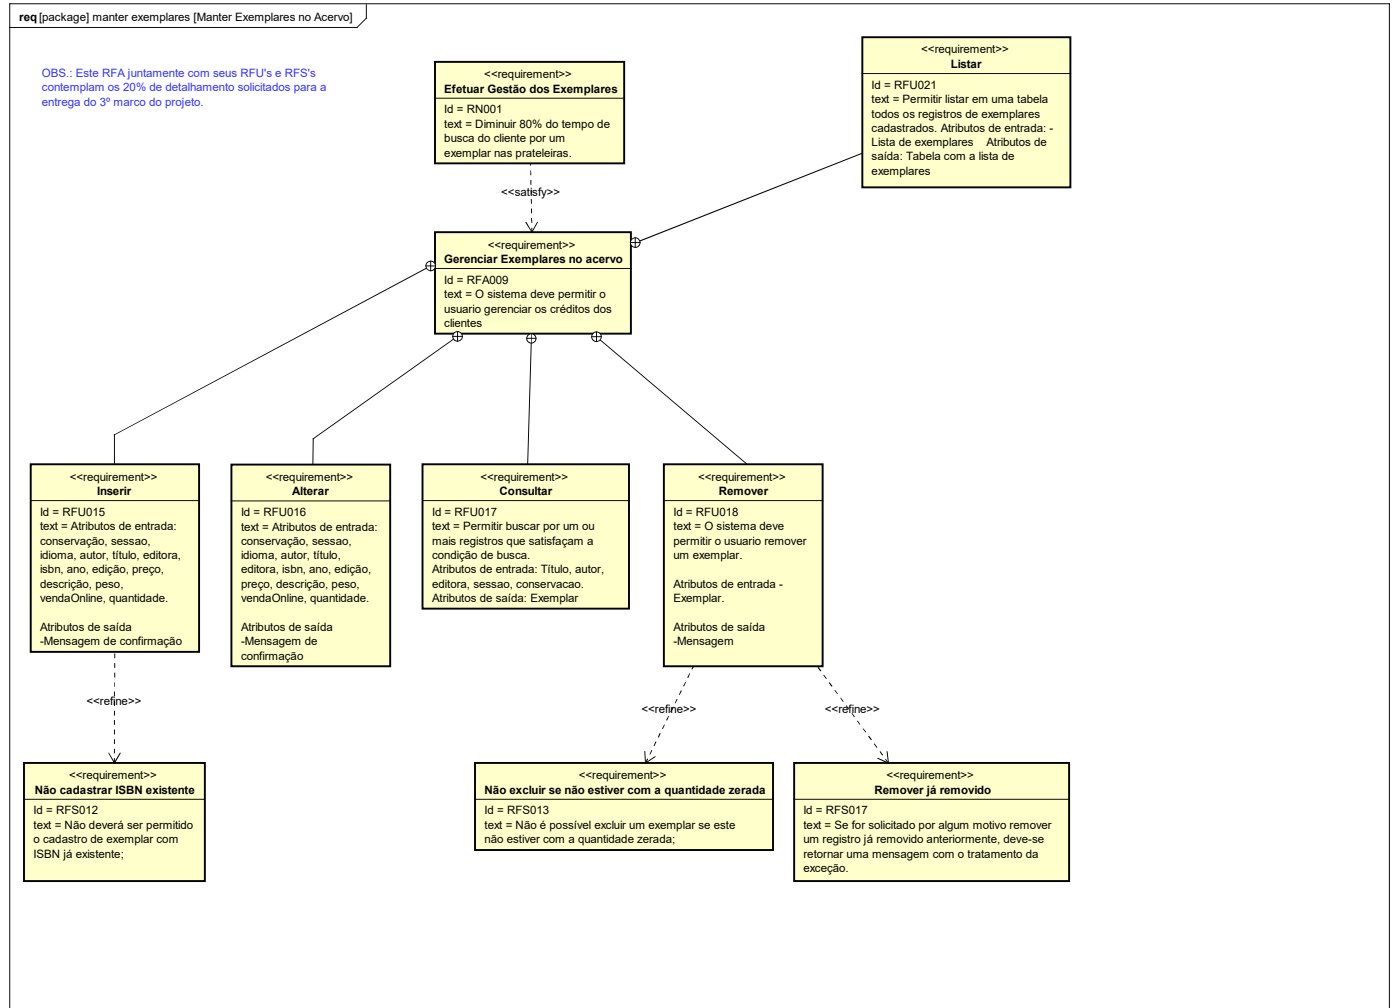 req [package] manter exemplares [Manter Exemplares no Acervo]
OBS.: Este RFA juntamente com seus RFU's e RFS's
contemplam os 20% de detalhamento solicitados para a
entrega do 3º marco do projeto.
<<requirement>>
Efetuar Gestão dos Exemplares
Id = RN001
text = Diminuir 80% do tempo de
busca do cliente por um
exemplar nas prateleiras.
<<requirement>>
Listar
Id = RFU021
text = Permitir listar em uma tabela
todos os registros de exemplares
cadastrados. Atributos de entrada: -
Lista de exemplares    Atributos de
saída: Tabela com a lista de
exemplares
<<satisfy>>
<<requirement>>
Gerenciar Exemplares no acervo
Id = RFA009
text = O sistema deve permitir o
usuario gerenciar os créditos dos
clientes
<<requirement>>
Inserir
Id = RFU015
text = Atributos de entrada:
conservação, sessao,
idioma, autor, título, editora,
isbn, ano, edição, preço,
descrição, peso,
vendaOnline, quantidade.
Atributos de saída
-Mensagem de confirmação
<<requirement>>
Alterar
Id = RFU016
text = Atributos de entrada:
conservação, sessao,
idioma, autor, título,
editora, isbn, ano, edição,
preço, descrição, peso,
vendaOnline, quantidade.
Atributos de saída
-Mensagem de
confirmação
<<requirement>>
Consultar
Id = RFU017
text = Permitir buscar por um ou
mais registros que satisfaçam a
condição de busca.
Atributos de entrada: Título, autor,
editora, sessao, conservacao.
Atributos de saída: Exemplar
<<requirement>>
Remover
Id = RFU018
text = O sistema deve
permitir o usuario remover
um exemplar.
Atributos de entrada -
Exemplar.
Atributos de saída
-Mensagem
<<refine>>
<<refine>>
<<refine>>
<<requirement>>
Não cadastrar ISBN existente
Id = RFS012
text = Não deverá ser permitido
o cadastro de exemplar com
ISBN já existente;
<<requirement>>
Não excluir se não estiver com a quantidade zerada
Id = RFS013
text = Não é possível excluir um exemplar se este
não estiver com a quantidade zerada;
<<requirement>>
Remover já removido
Id = RFS017
text = Se for solicitado por algum motivo remover
um registro já removido anteriormente, deve-se
retornar uma mensagem com o tratamento da
exceção.